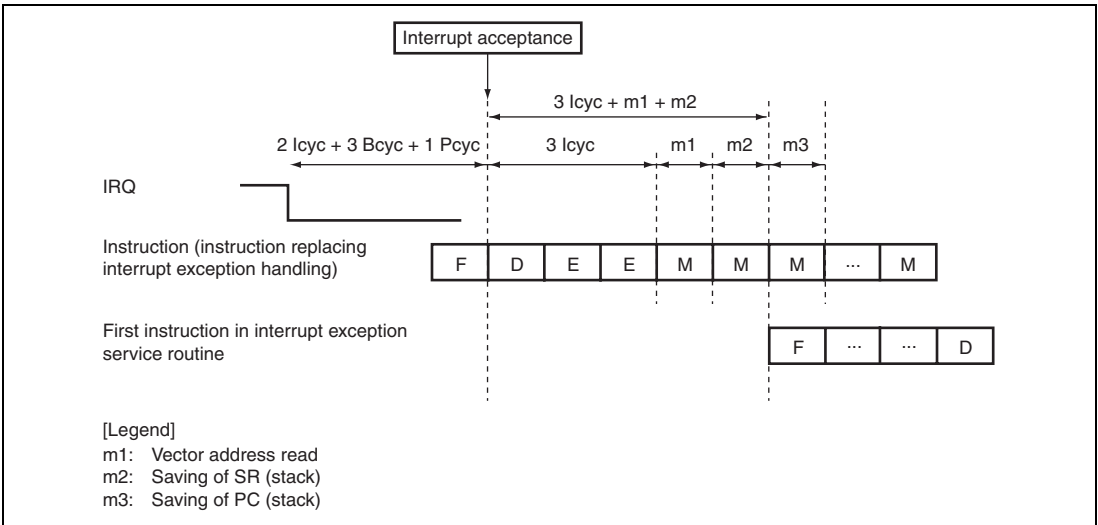 Interrupt acceptance
3 Icyc + m1 + m2
2 Icyc + 3 Bcyc + 1 Pcyc
3 Icyc
m1
m2
m3
IRQ
Instruction (instruction replacing
interrupt exception handling)
F D E E M M M ... M
First instruction in interrupt exception
service routine
F ... ... D
[Legend]
m1: Vector address read
m2: Saving of SR (stack)
m3: Saving of PC (stack)